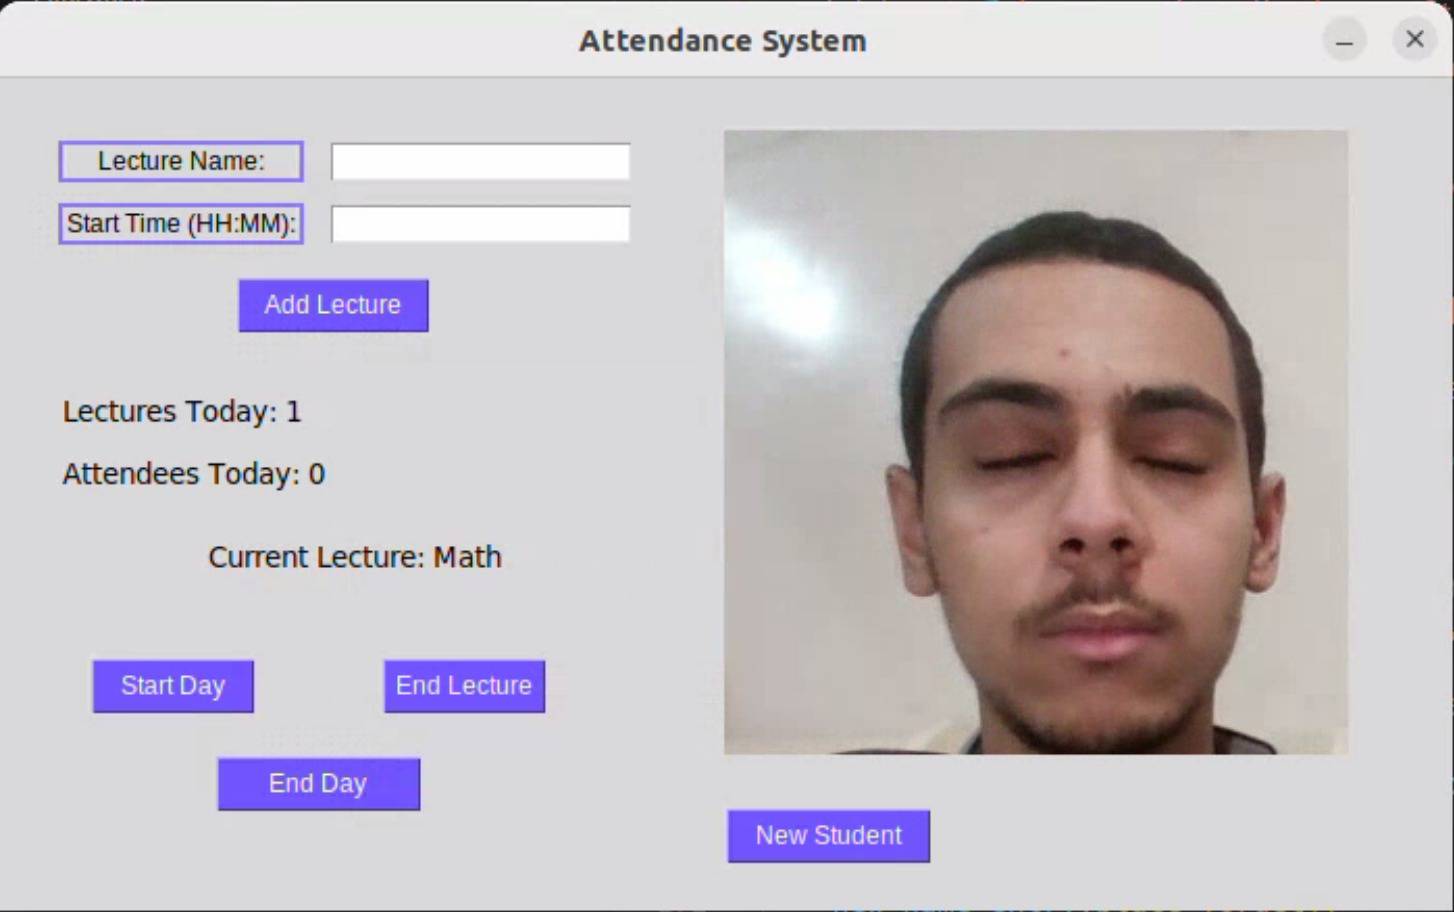 Attendance System
Lecture Name:
Start Time (HH:MM):
Add Lecture
Lectures Today: 1
Attendees Today: 0
Current Lecture: Math
Start Day
End Lecture
End Day
New Student